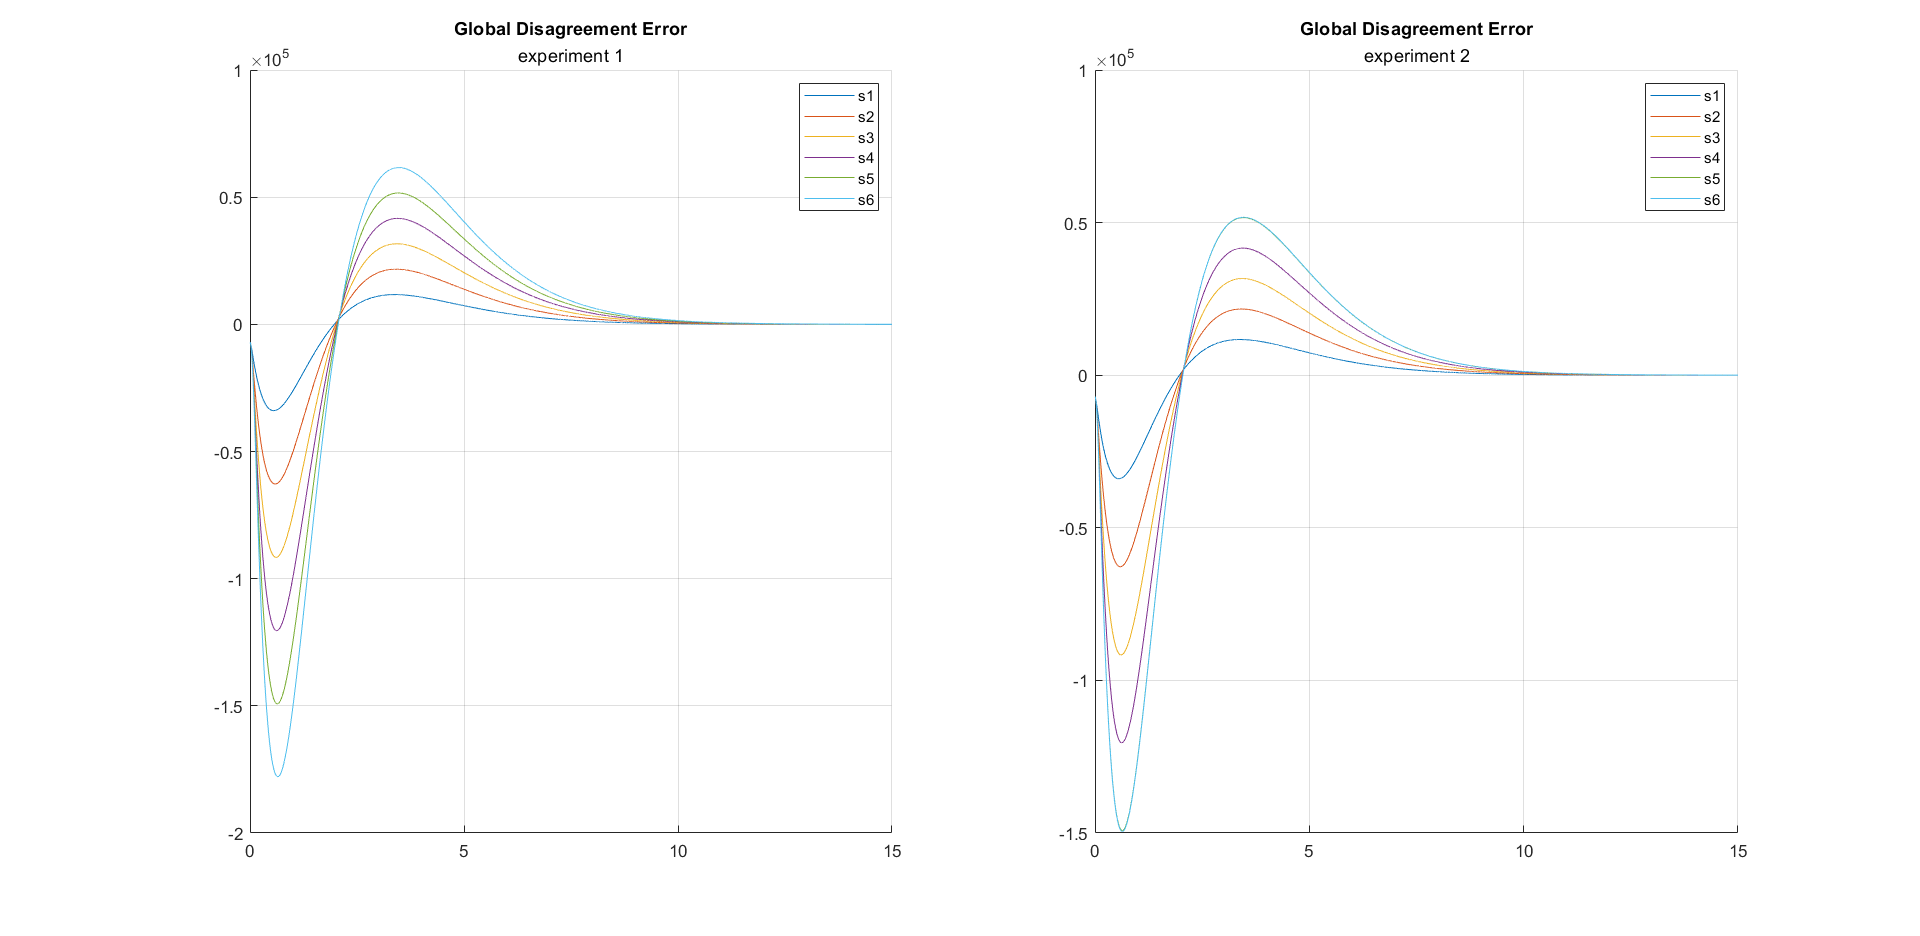 Global Disagreement Error
experiment 1
×10^5
1
0.5
0
-0.5
-1
-1.5
-2
0 5 10 15
s1
s2
s3
s4
s5
s6
Global Disagreement Error
experiment 2
×10^5
1
0.5
0
-0.5
-1
-1.5
0 5 10 15
s1
s2
s3
s4
s5
s6